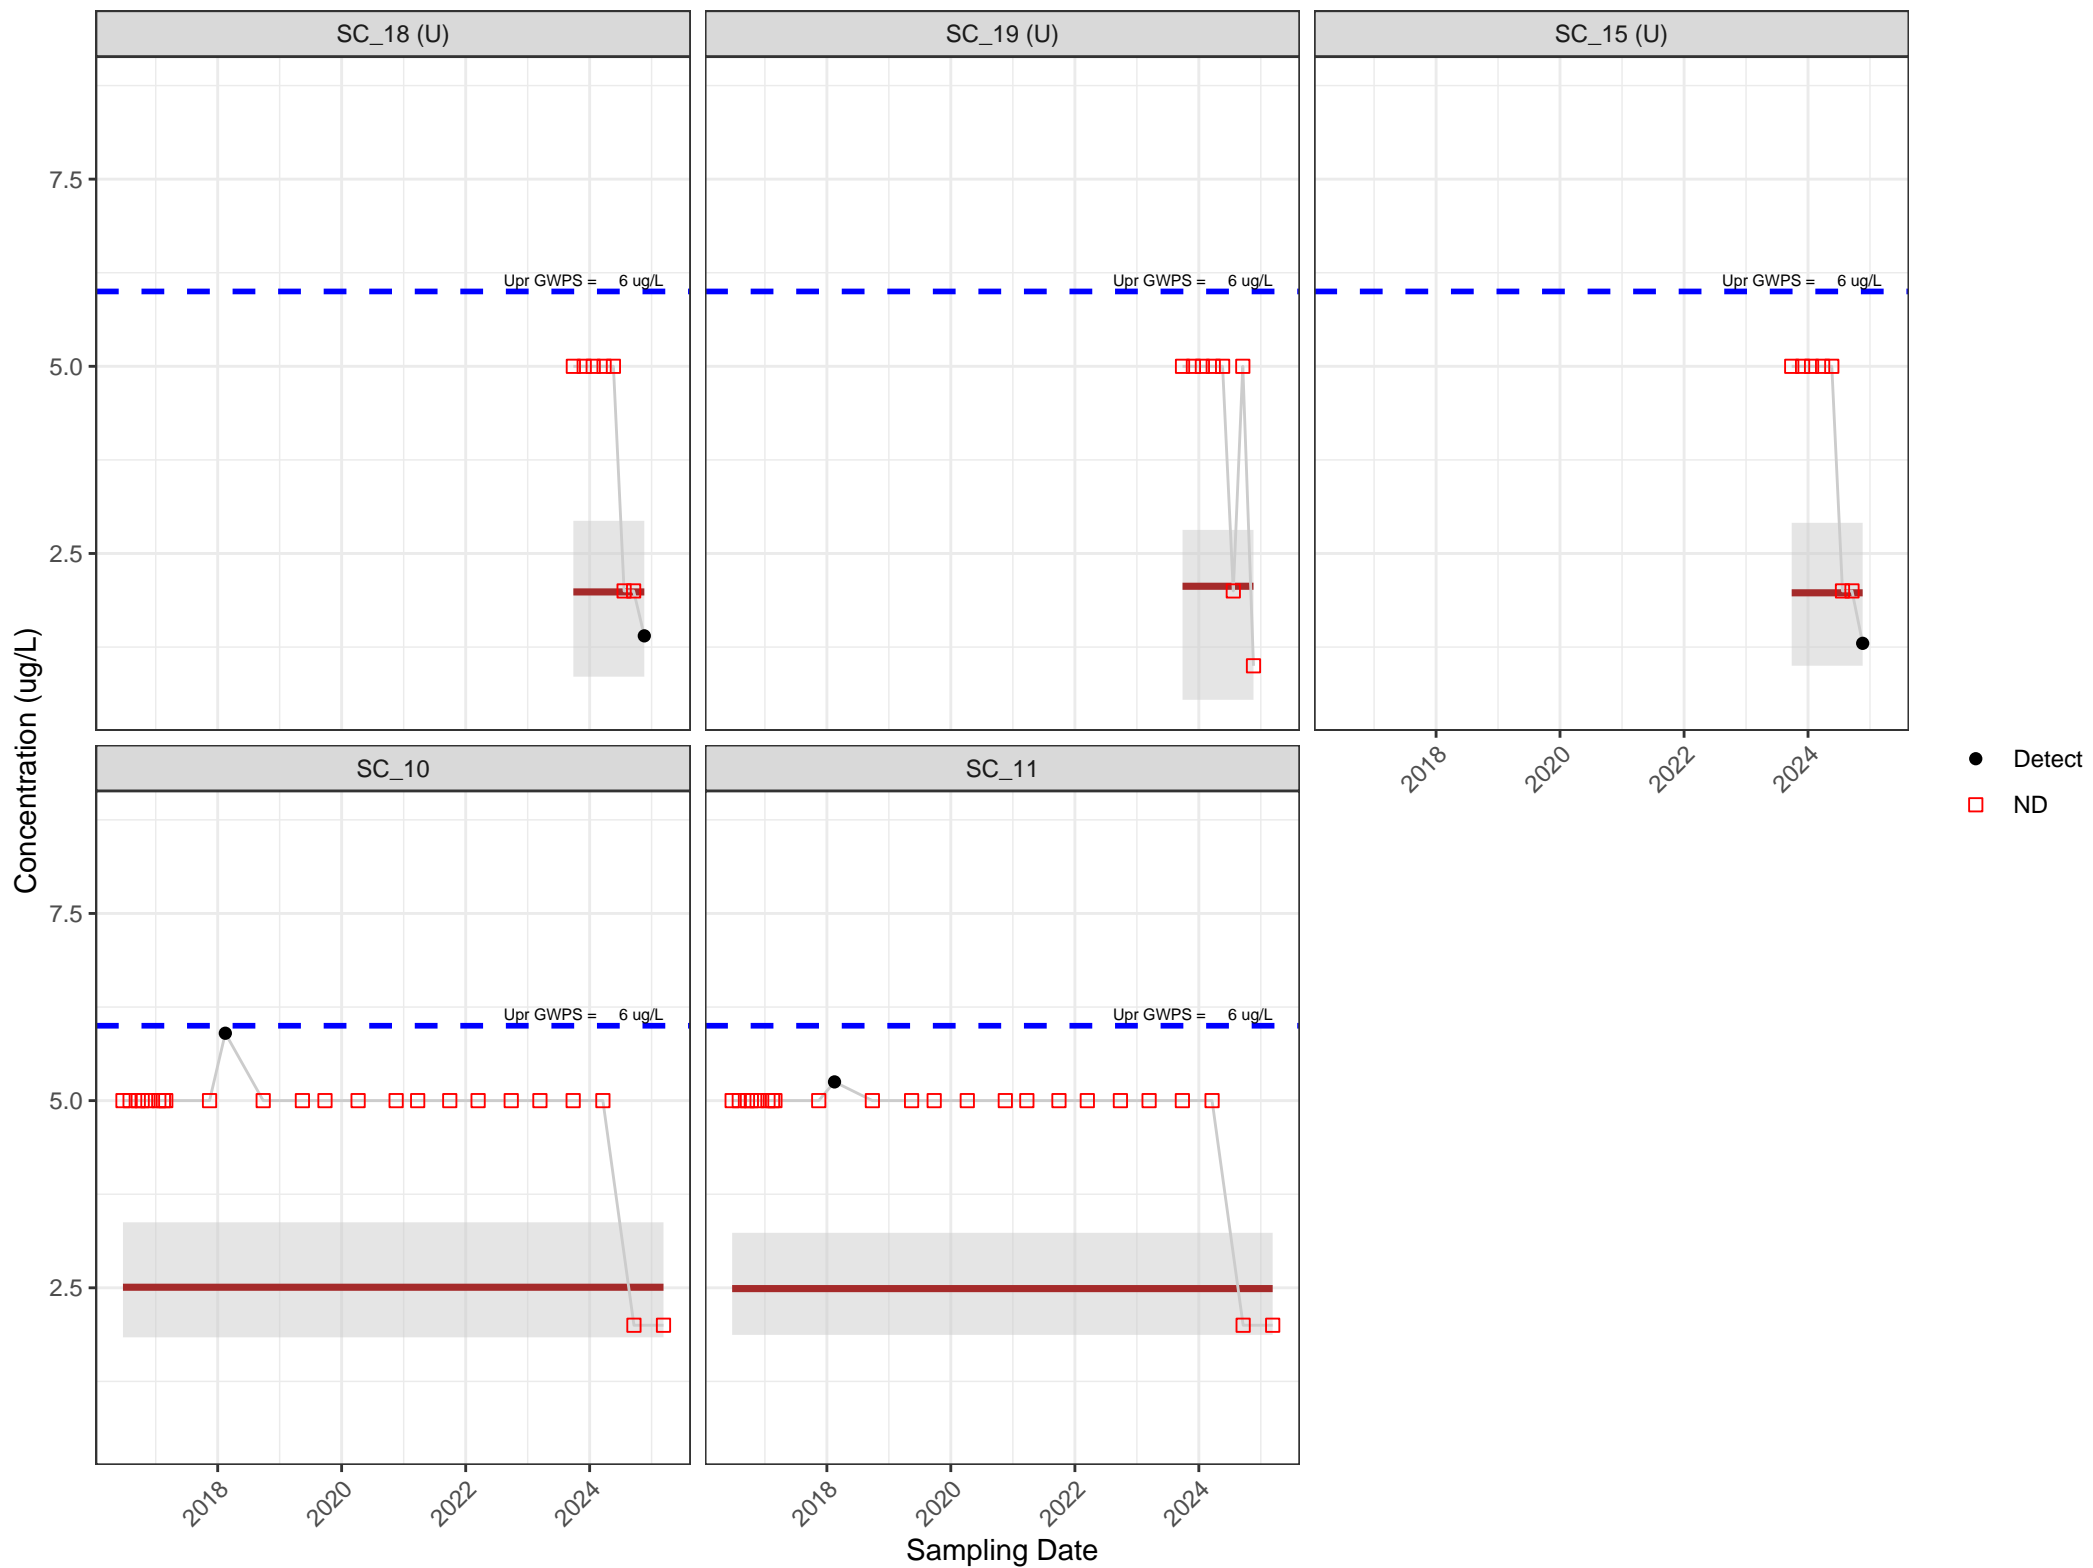 SC_18 (U)
SC_19 (U)
SC_15 (U)
7.5
5.0
2.5
Upr GWPS = 6 ug/L
Upr GWPS = 6 ug/L
Upr GWPS = 6 ug/L
2018
2020
2022
2024
Concentration (ug/L)
Detect
ND
SC_10
SC_11
7.5
5.0
2.5
Upr GWPS = 6 ug/L
Upr GWPS = 6 ug/L
2018
2020
2022
2024
2018
2020
2022
2024
Sampling Date